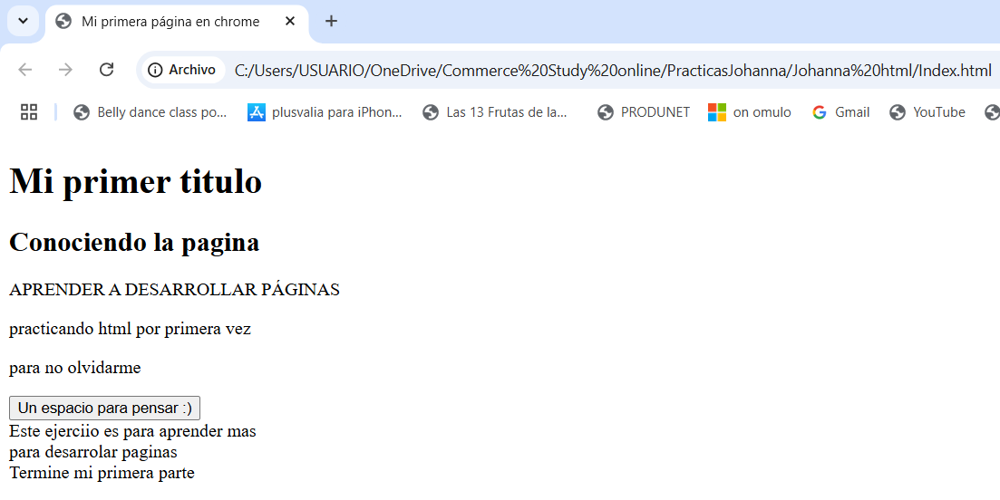 Mi primera página en chrome
Archivo C:/Users/USUARIO/OneDrive/Commerce%20Study%20online/PracticasJohanna/Johanna%20html/Index.html
Belly dance class po... plusvalia para iPhon... Las 13 Frutas de la... PRODUNET on omulo Gmail YouTube
Mi primer titulo
Conociendo la pagina
APRENDER A DESARROLLAR PÁGINAS
practicando html por primera vez
para no olvidarme
Un espacio para pensar :)
Este ejerciio es para aprender mas
para desarrolar paginas
Termine mi primera parte